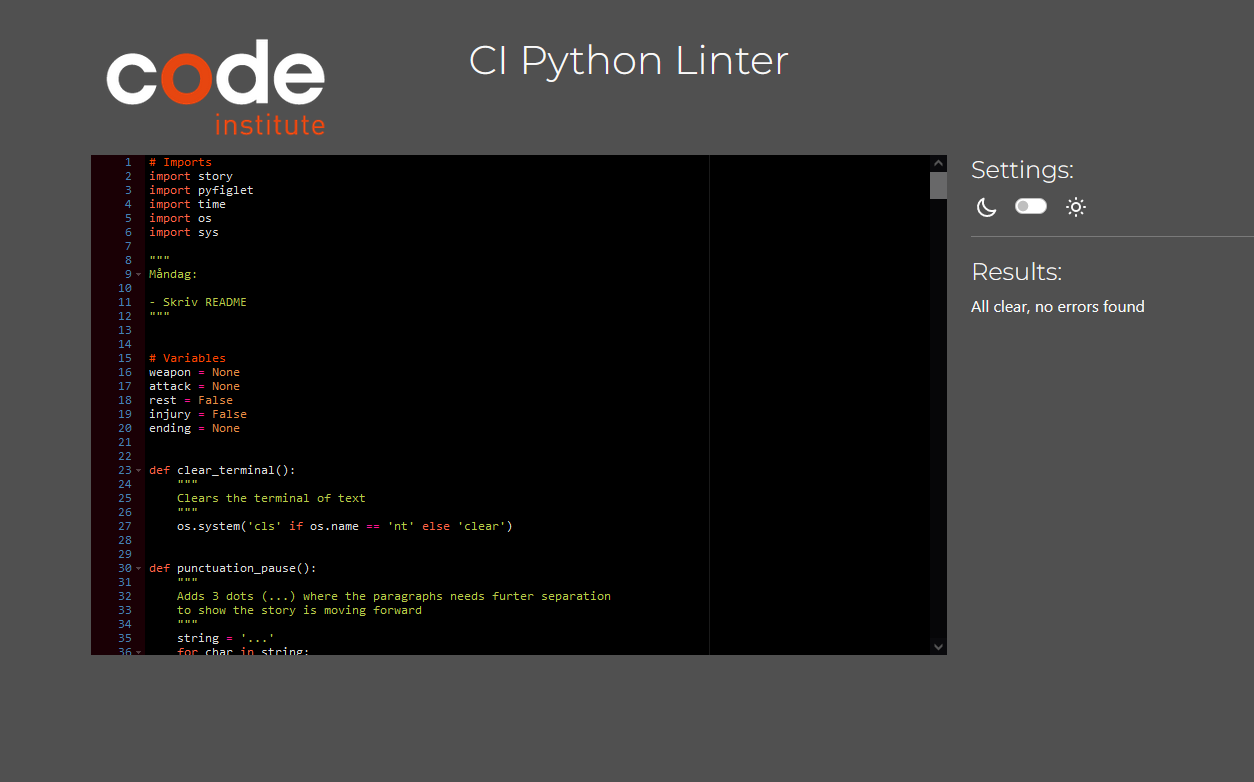 code
institute
CI Python Linter
1 # Imports
2 import story
3 import pyfiglet
4 import time
5 import os
6 import sys
7
8 """
9 Måndag:
10
11 - Skriv README
12 """
13
14
15 # Variables
16 weapon = None
17 attack = None
18 rest = False
19 injury = False
20 ending = None
21
22
23 def clear_terminal():
24 """
25 Clears the terminal of text
26 """
27 os.system('cls' if os.name == 'nt' else 'clear')
28
29
30 def punctuation_pause():
31 """
32 Adds 3 dots (...) where the paragraphs needs furter separation
33 to show the story is moving forward
34 """
35 string = '...'
36 for char in string:
Settings:
Results:
All clear, no errors found